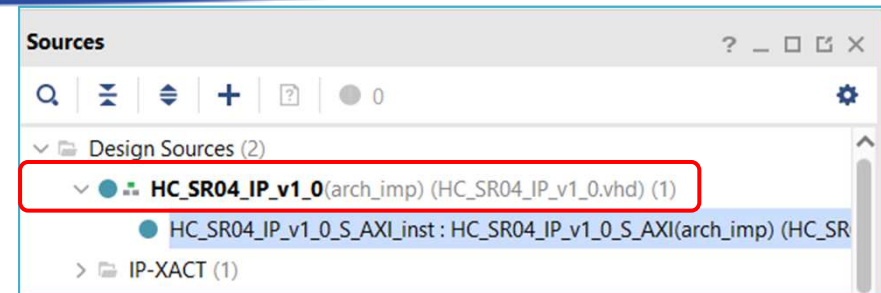 Sources
? 0
Design Sources (2)
HC_SR04_IP_v1_0(arch_imp) (HC_SR04_IP_v1_0.vhd) (1)
HC_SR04_IP_v1_0_S_AXI_inst : HC_SR04_IP_v1_0_S_AXI(arch_imp) (HC_SR
IP-XACT (1)